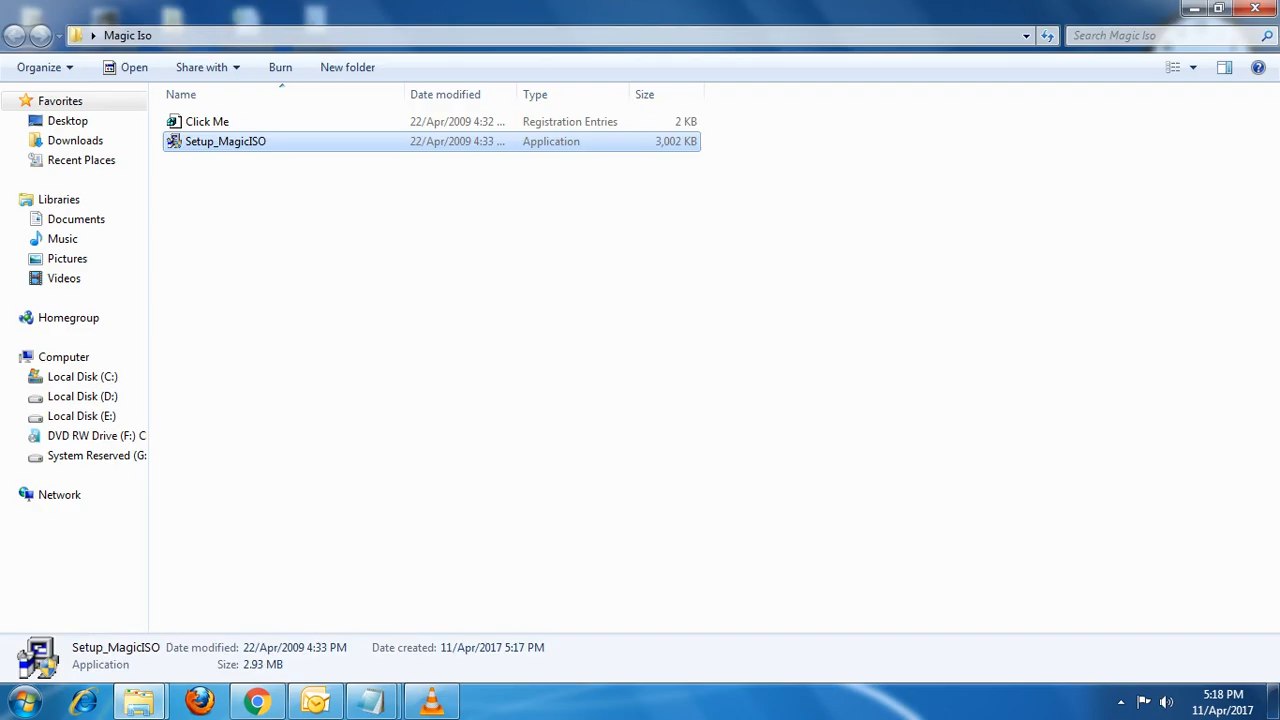 Magic Iso
Search Magic Iso
Organize Open Share with Burn New folder
Name Date modified Type Size
Favorites
Desktop
Downloads
Recent Places
Libraries
Documents
Music
Pictures
Videos
Homegroup
Computer
Local Disk (C:)
Local Disk (D:)
Local Disk (E:)
DVD RW Drive (F:) C
System Reserved (G:
Network
Click Me 22/Apr/2009 4:32 ... Registration Entries 2 KB
Setup_MagicISO 22/Apr/2009 4:33 ... Application 3,002 KB
Setup_MagicISO Date modified: 22/Apr/2009 4:33 PM Date created: 11/Apr/2017 5:17 PM
Application Size: 2.93 MB
5:18 PM
11/Apr/2017